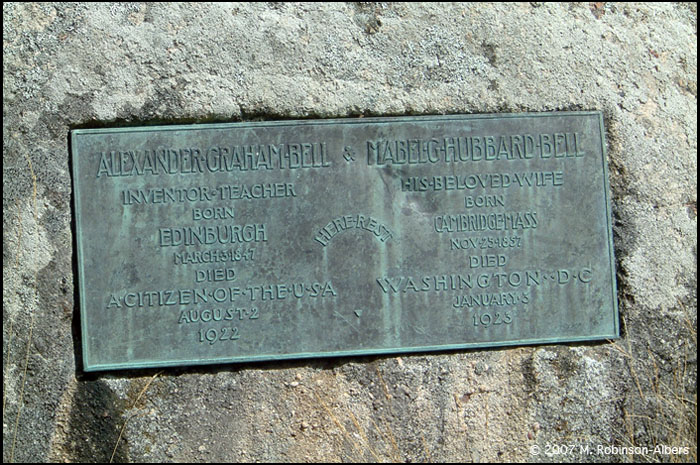 ALEXANDER·GRAHAM·BELL & MABEL·G·HUBBARD·BELL
HERE·REST
INVENTOR·TEACHER
BORN
EDINBURGH
MARCH·3·1847
DIED
A·CITIZEN·OF·THE·U·S·A
AUGUST·2
1922
HIS·BELOVED·WIFE
BORN
CAMBRIDGE·MASS
NOV·25·1857
DIED
WASHINGTON··D·C
JANUARY·3
1923
© 2007 M. Robinson-Albers